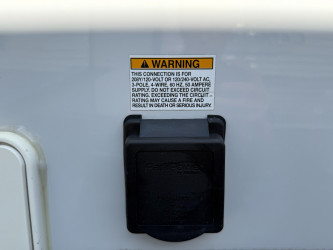 WARNING
THIS CONNECTION IS FOR
208Y/120-VOLT OR 120/240-VOLT AC,
3-POLE, 4-WIRE, 60 HZ, 50 AMPERE
SUPPLY. DO NOT EXCEED CIRCUIT
RATING. EXCEEDING THE CIRCUIT
RATING MAY CAUSE A FIRE AND
RESULT IN DEATH OR SERIOUS INJURY.